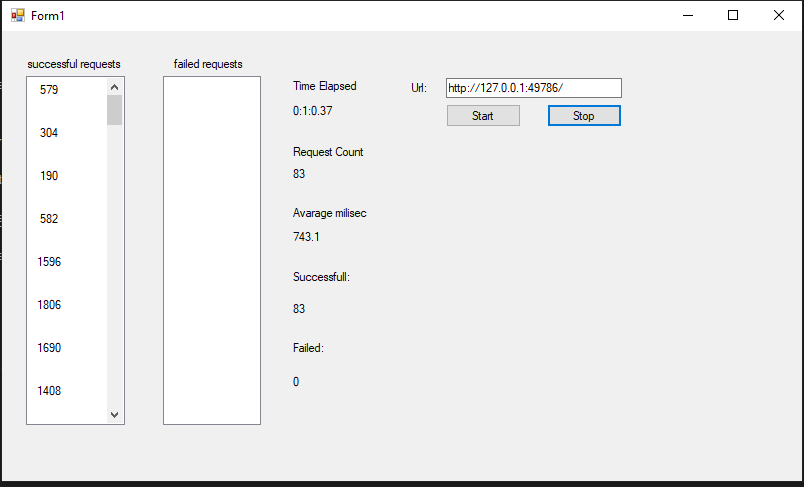 Form1
successful requests
failed requests
579
304
190
582
1596
1806
1690
1408
Time Elapsed
0:1:0.37
Request Count
83
Avarage milisec
743.1
Successfull:
83
Failed:
0
Url: http://127.0.0.1:49786/
Start Stop